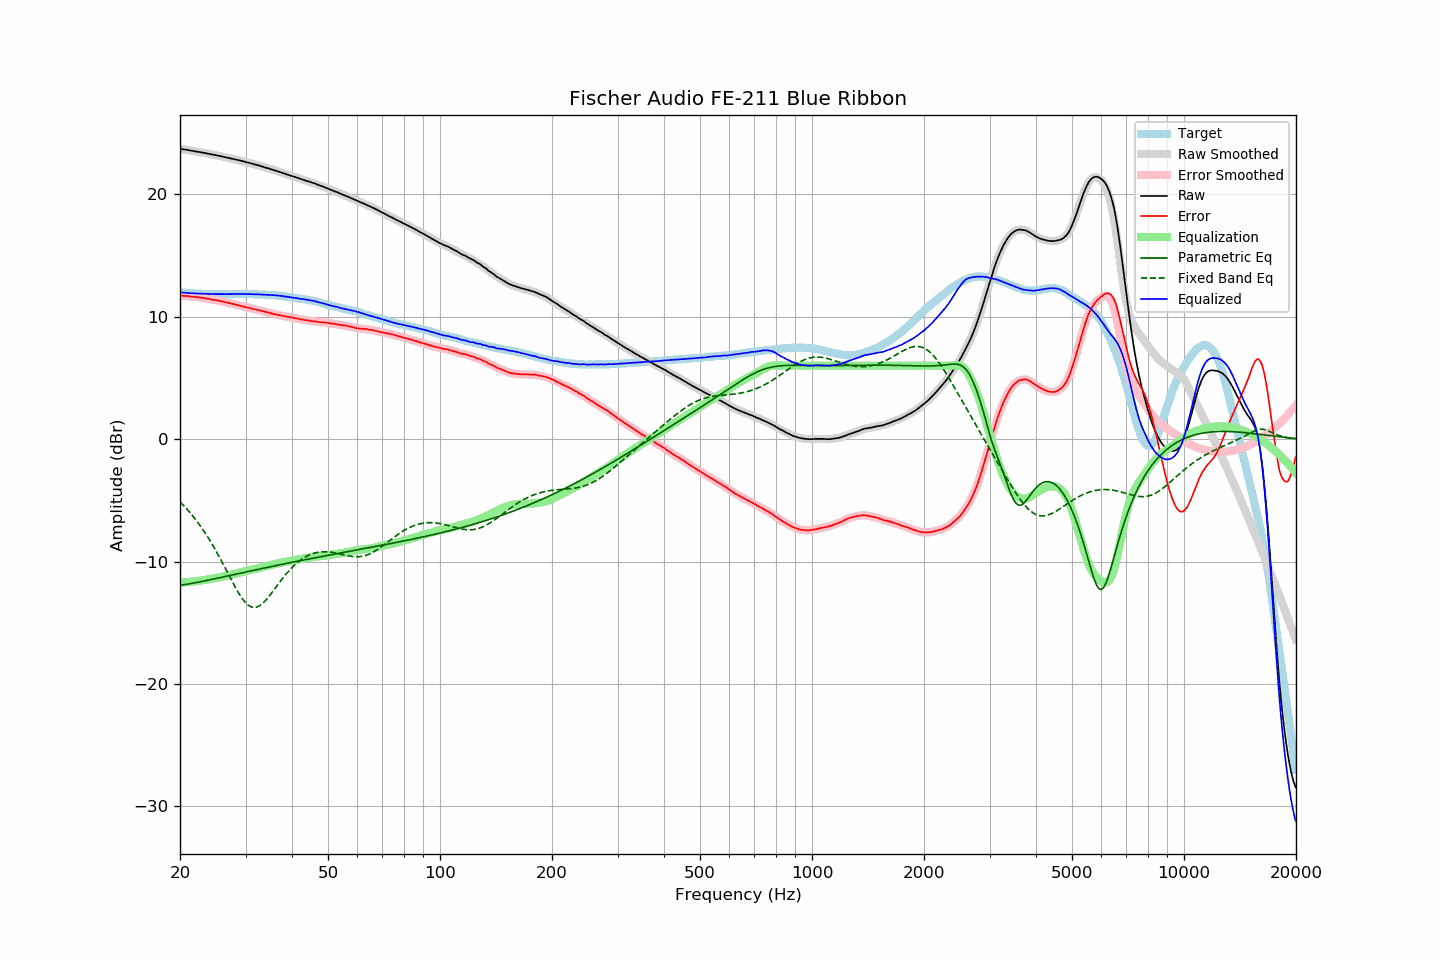 Fischer Audio FE-211 Blue Ribbon
Target
Raw Smoothed
Error Smoothed
Raw
Error
Equalization
Parametric Eq
Fixed Band Eq
Equalized
Amplitude (dBr)
20
10
0
−10
−20
−30
20 50 100 200 500 1000 2000 5000 10000 20000
Frequency (Hz)